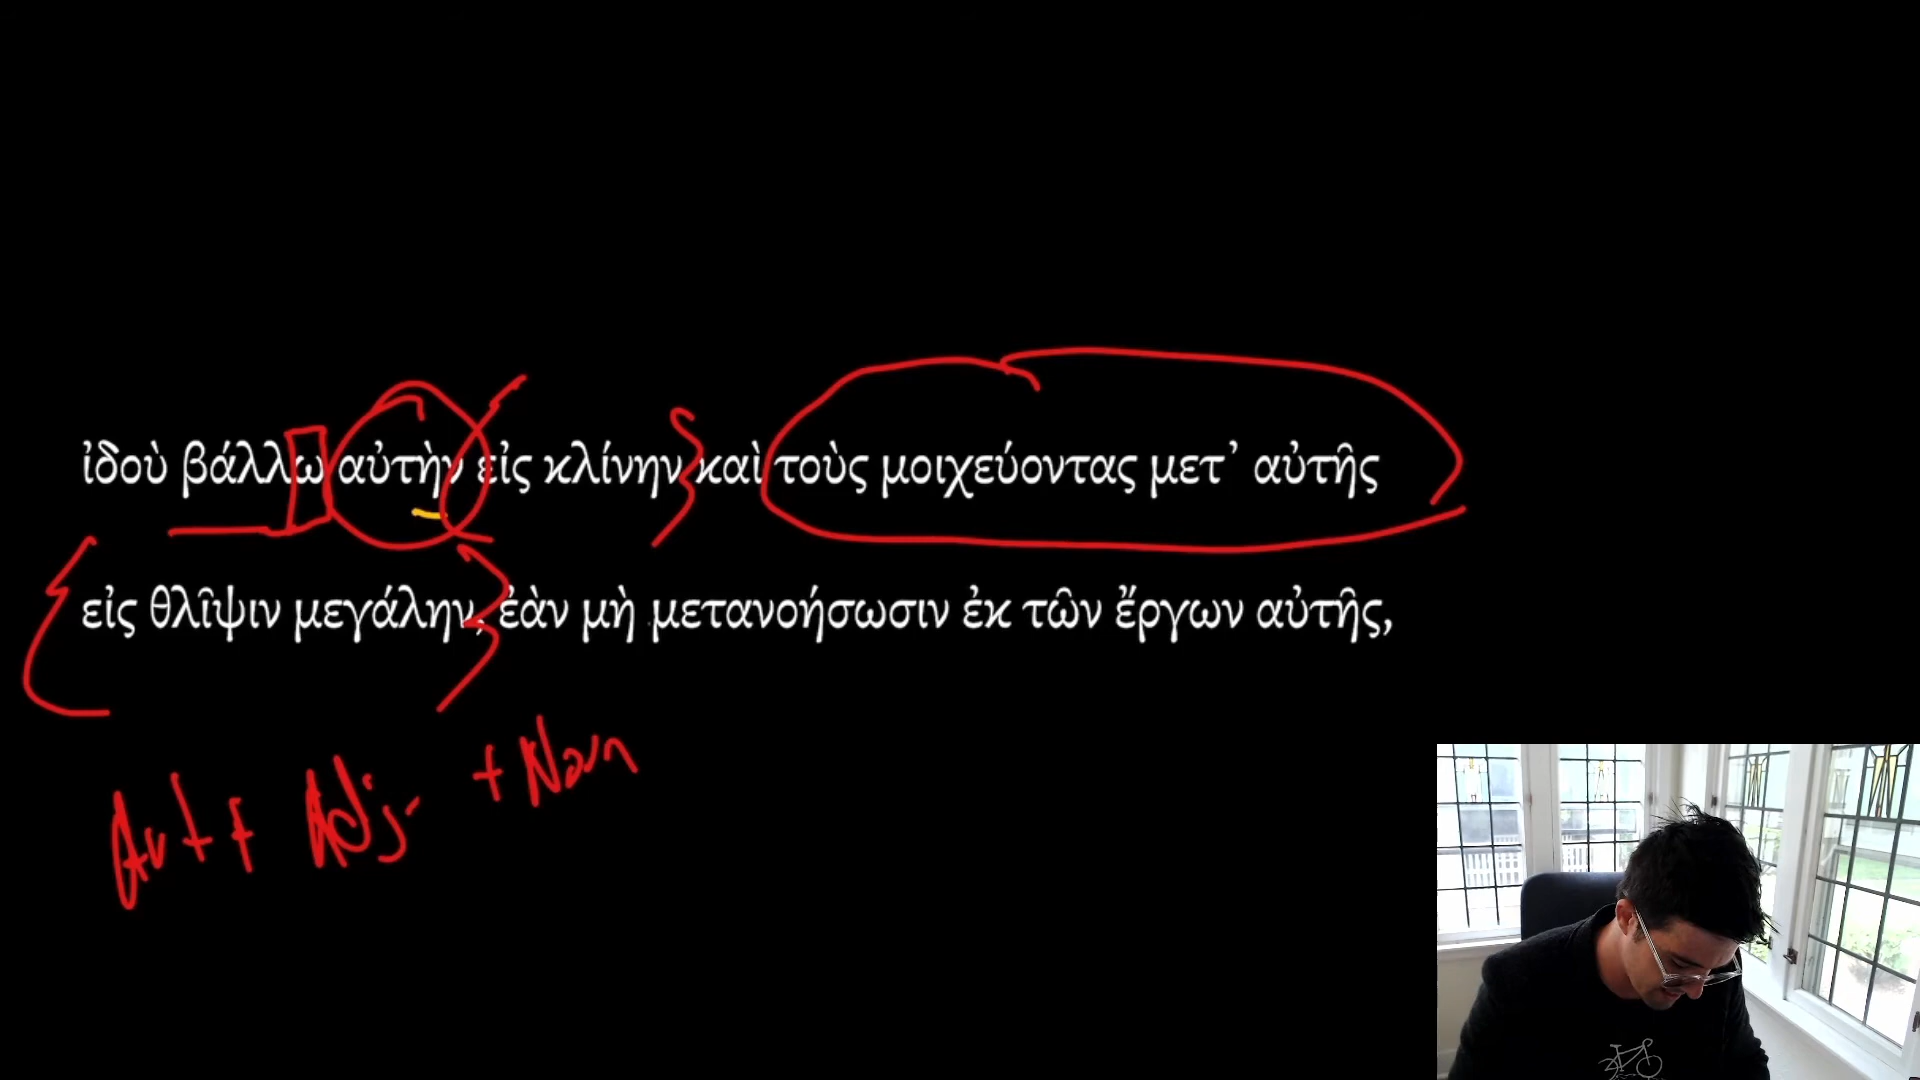 ἰδοὺ βάλλω αὐτὴν εἰς κλίνην καὶ τοὺς μοιχεύοντας μετ᾽ αὐτῆς
εἰς θλῖψιν μεγάλην, ἐὰν μὴ μετανοήσωσιν ἐκ τῶν ἔργων αὐτῆς,
Art + Adj + Noun